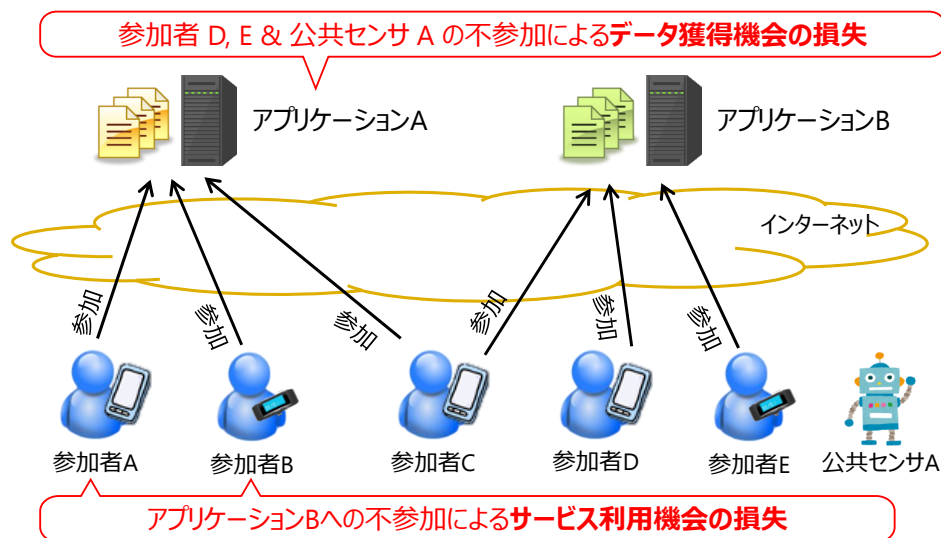 参加者 D, E & 公共センサ A の不参加によるデータ獲得機会の損失
アプリケーションA
アプリケーションB
インターネット
参加
参加
参加
参加
参加
参加
参加者A
参加者B
参加者C
参加者D
参加者E
公共センサA
アプリケーションBへの不参加によるサービス利用機会の損失